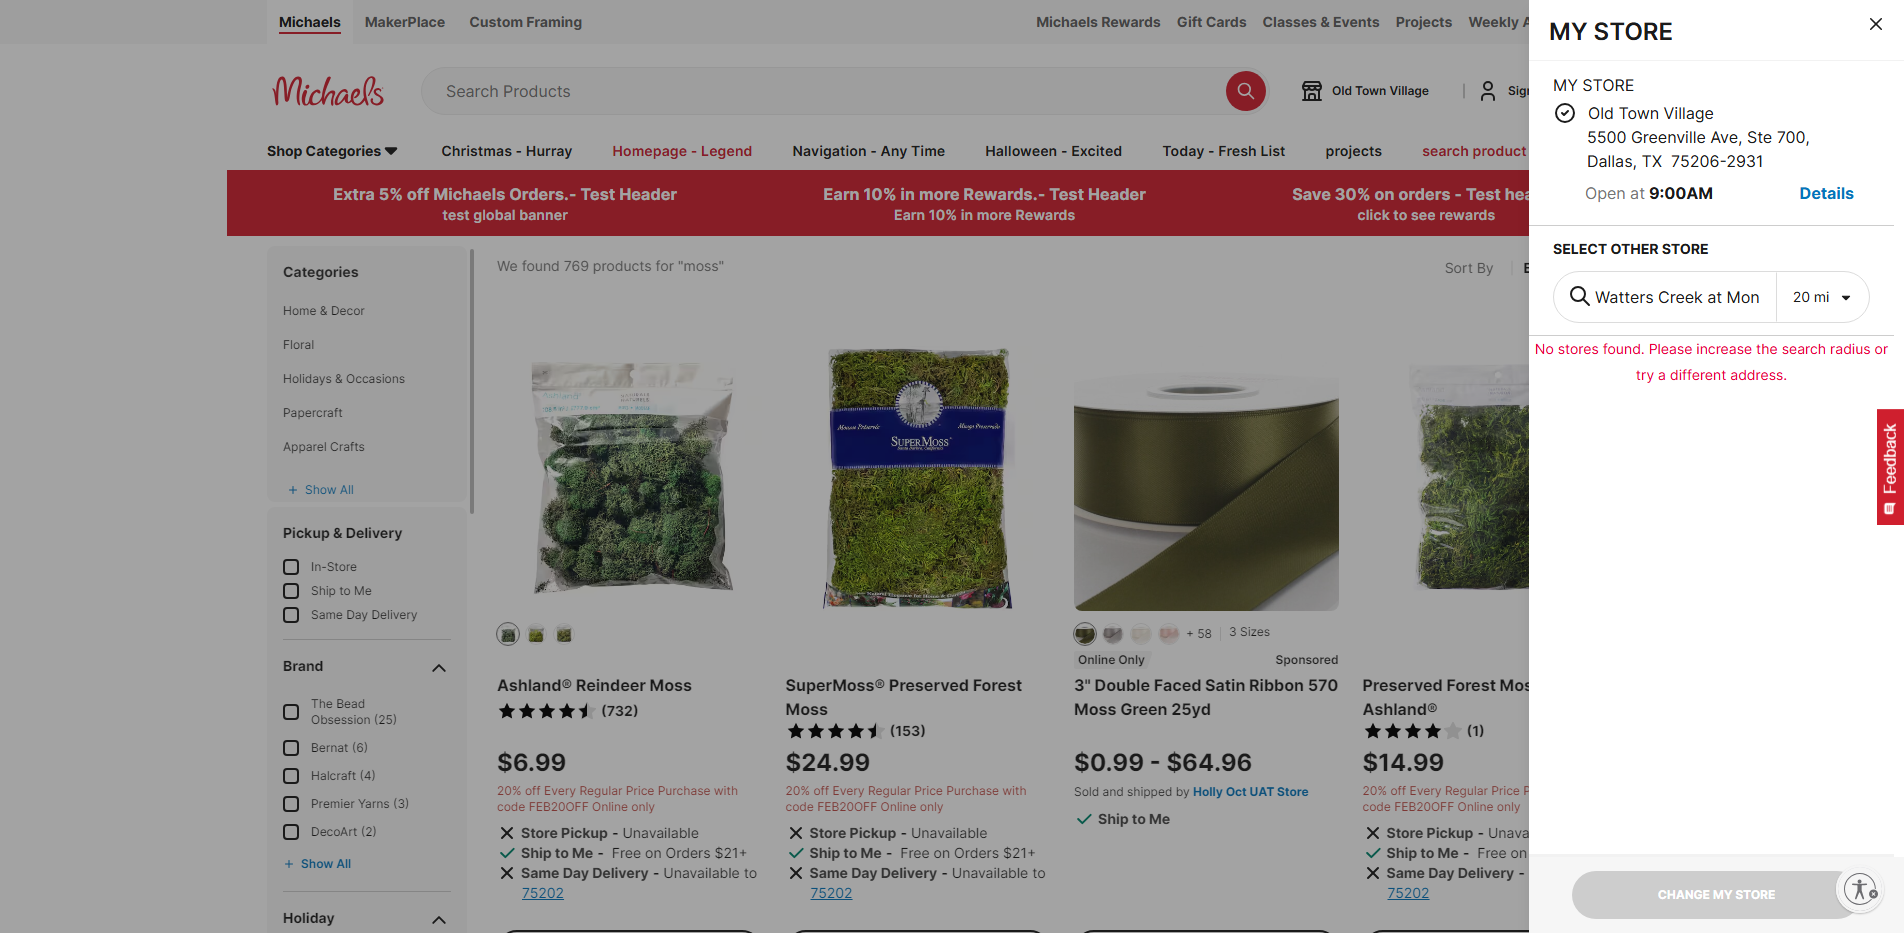 Michaels
MakerPlace
Custom Framing
Michaels Rewards
Gift Cards
Classes & Events
Projects
Weekly A
Michaels
Search Products
Old Town Village
Sign
Shop Categories
Christmas - Hurray
Homepage - Legend
Navigation - Any Time
Halloween - Excited
Today - Fresh List
projects
search product
Extra 5% off Michaels Orders.- Test Header
test global banner
Earn 10% in more Rewards.- Test Header
Earn 10% in more Rewards
Save 30% on orders - Test hea
click to see rewards
Categories
Home & Decor
Floral
Holidays & Occasions
Papercraft
Apparel Crafts
+ Show All
Pickup & Delivery
In-Store
Ship to Me
Same Day Delivery
Brand
The Bead
Obsession (25)
Bernat (6)
Halcraft (4)
Premier Yarns (3)
DecoArt (2)
+ Show All
Holiday
We found 769 products for "moss"
Sort By
Ashland® Reindeer Moss
(732)
$6.99
20% off Every Regular Price Purchase with
code FEB20OFF Online only
Store Pickup - Unavailable
Ship to Me - Free on Orders $21+
Same Day Delivery - Unavailable to
75202
SuperMoss
SuperMoss® Preserved Forest
Moss
(153)
$24.99
20% off Every Regular Price Purchase with
code FEB20OFF Online only
Store Pickup - Unavailable
Ship to Me - Free on Orders $21+
Same Day Delivery - Unavailable to
75202
+ 58
3 Sizes
Online Only
Sponsored
3" Double Faced Satin Ribbon 570
Moss Green 25yd
$0.99 - $64.96
Sold and shipped by Holly Oct UAT Store
Ship to Me
Preserved Forest Mos
Ashland®
(1)
$14.99
20% off Every Regular Price P
code FEB20OFF Online only
Store Pickup - Unava
Ship to Me - Free on
Same Day Delivery -
75202
MY STORE
MY STORE
Old Town Village
5500 Greenville Ave, Ste 700,
Dallas, TX 75206-2931
Open at 9:00AM
Details
SELECT OTHER STORE
Watters Creek at Mon
20 mi
No stores found. Please increase the search radius or
try a different address.
Feedback
CHANGE MY STORE